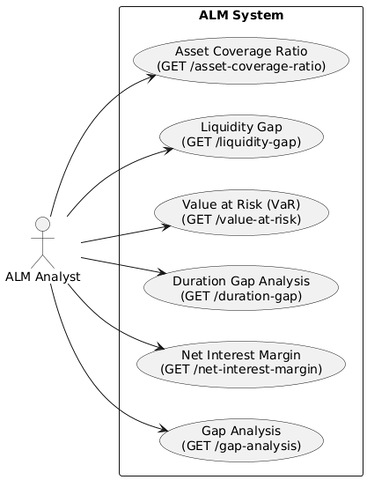 ALM System
Asset Coverage Ratio
(GET /asset-coverage-ratio)
Liquidity Gap
(GET /liquidity-gap)
Value at Risk (VaR)
(GET /value-at-risk)
ALM Analyst
Duration Gap Analysis
(GET /duration-gap)
Net Interest Margin
(GET /net-interest-margin)
Gap Analysis
(GET /gap-analysis)